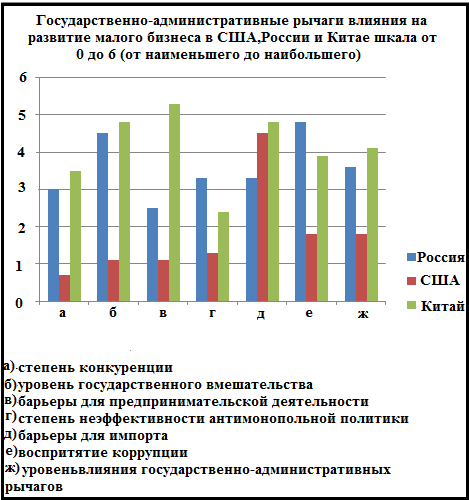 Государственно-административные рычаги влияния на
развитие малого бизнеса в США,России и Китае шкала от
0 до 6 (от наименьшего до наибольшего)
6
5
4
3
2
1
0
а б в г д е ж
Россия
США
Китай
а).степень конкуренции
б)уровень государственного вмешательства
в)барьеры для предпринимательской деятельности
г)степень неэффективности антимонопольной политики
д)барьеры для импорта
е)воспритятие коррупции
ж)уровеньвлияния государственно-административных
рычагов